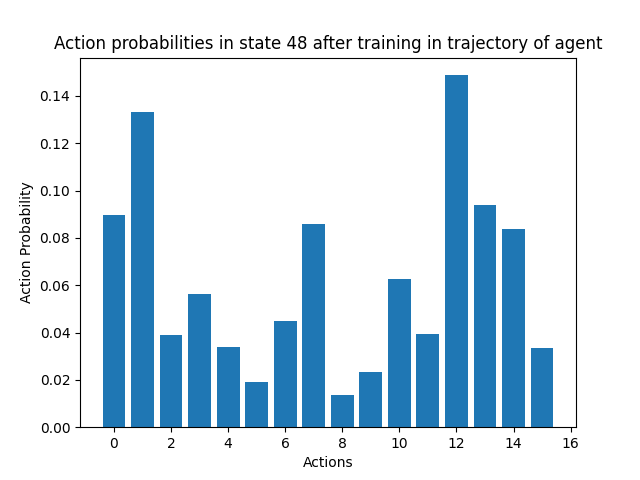 Action probabilities in state 48 after training in trajectory of agent
0.14
0.12
0.10
0.08
0.06
0.04
0.02
0.00
Action Probability
0 2 4 6 8 10 12 14 16
Actions